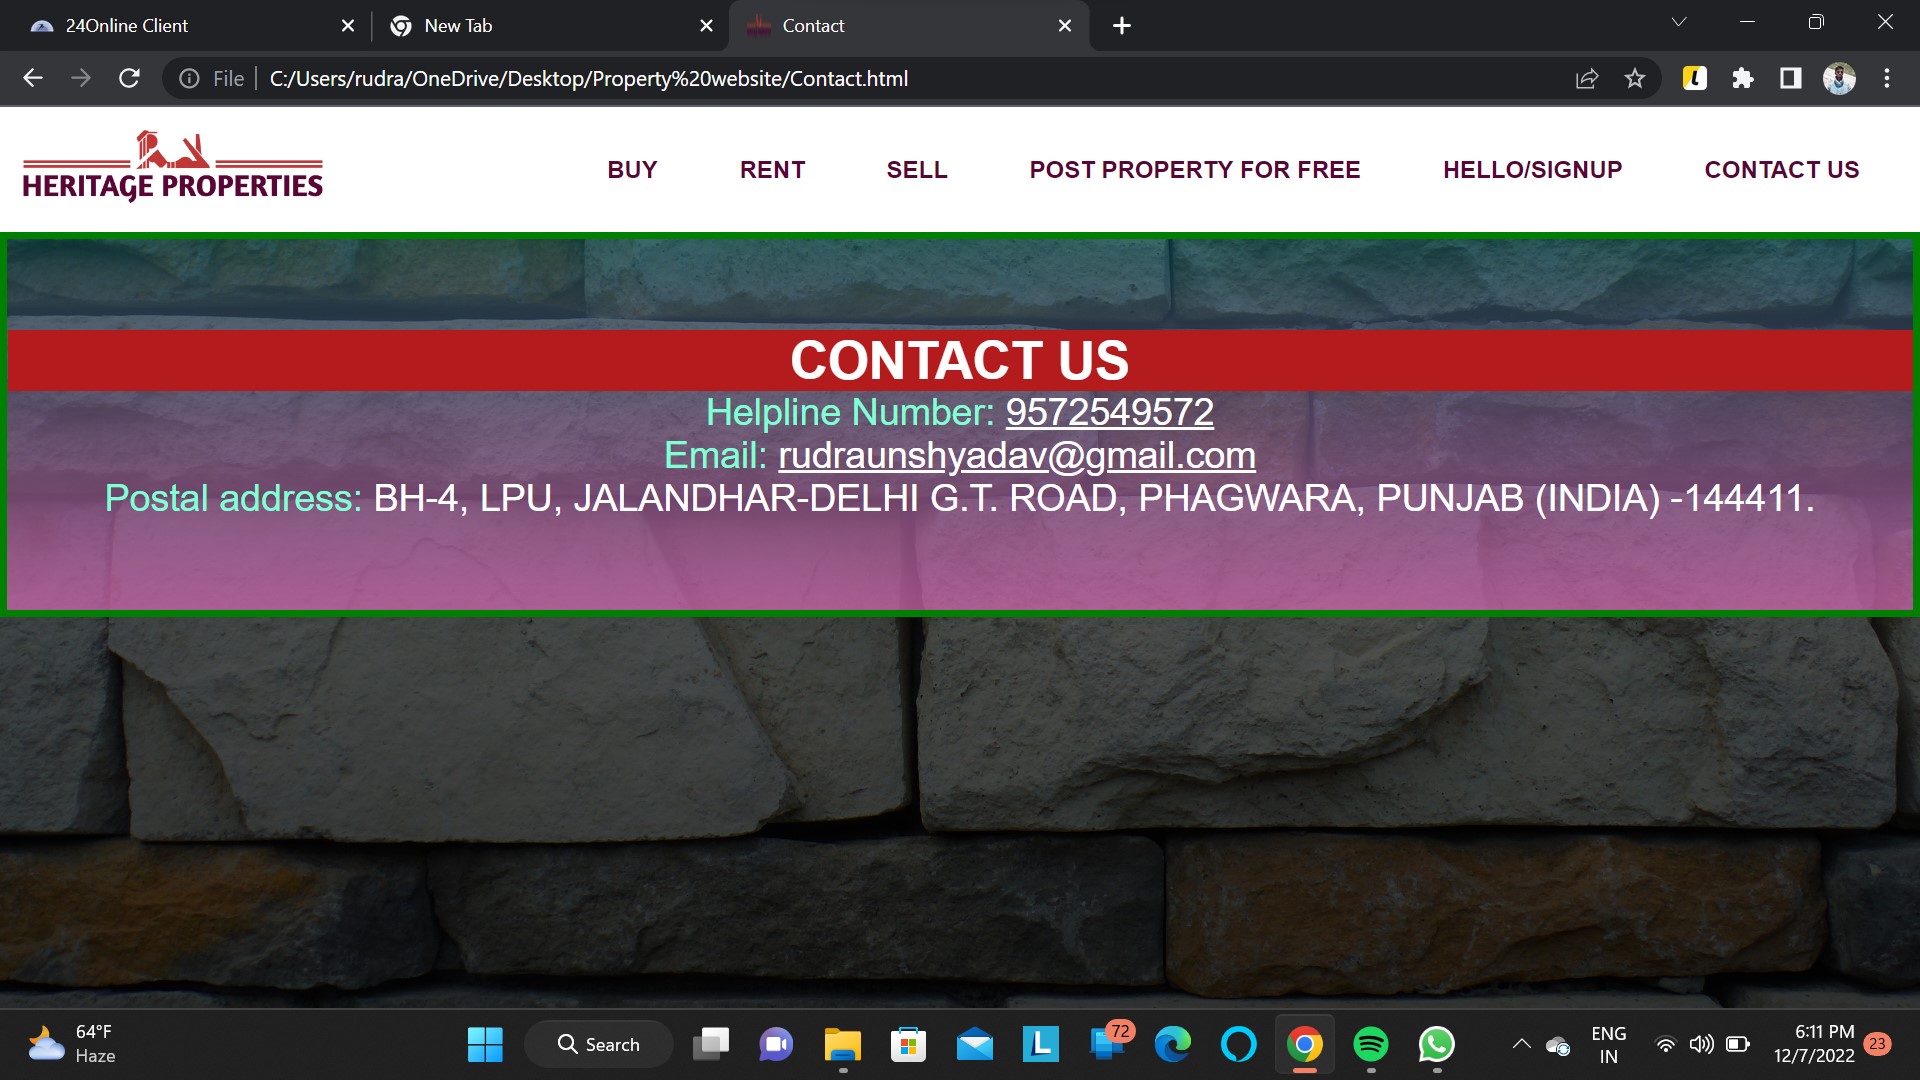 24Online Client
New Tab
Contact
File
C:/Users/rudra/OneDrive/Desktop/Property%20website/Contact.html
HERITAGE PROPERTIES
BUY
RENT
SELL
POST PROPERTY FOR FREE
HELLO/SIGNUP
CONTACT US
CONTACT US
Helpline Number: 9572549572
Email: rudraunshyadav@gmail.com
Postal address: BH-4, LPU, JALANDHAR-DELHI G.T. ROAD, PHAGWARA, PUNJAB (INDIA) -144411.
64°F
Haze
Search
L
72
ENG
IN
6:11 PM
12/7/2022
23